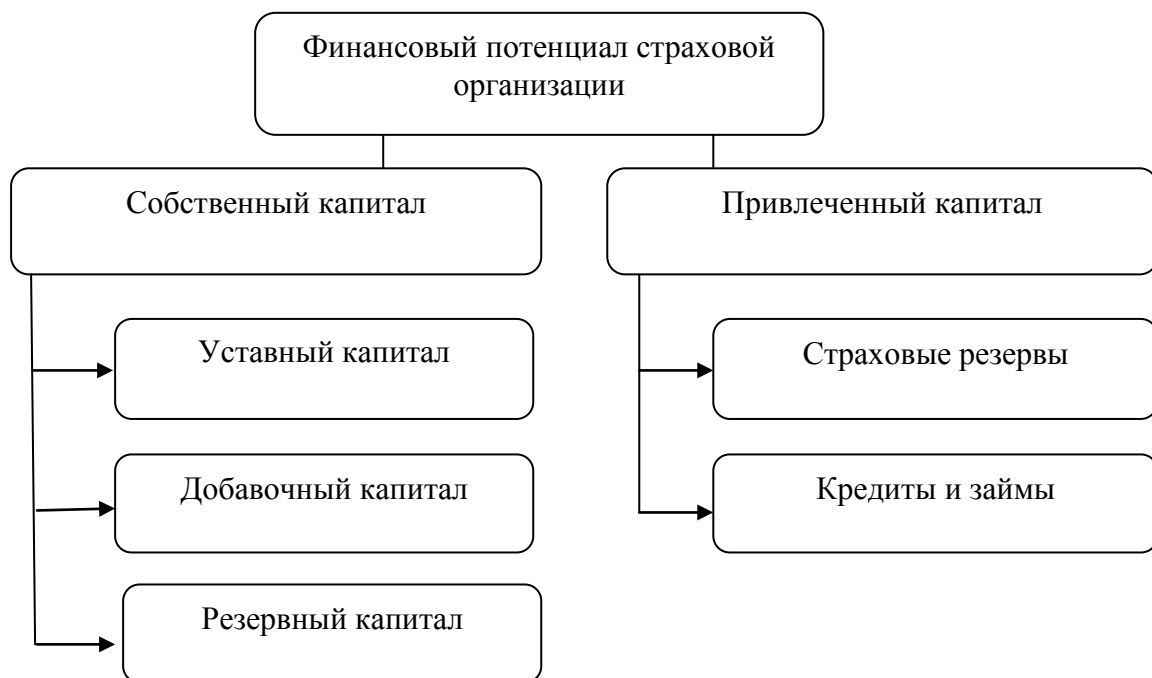 Финансовый потенциал страховой
организации
Собственный капитал
Привлеченный капитал
Уставный капитал
Страховые резервы
Добавочный капитал
Кредиты и займы
Резервный капитал